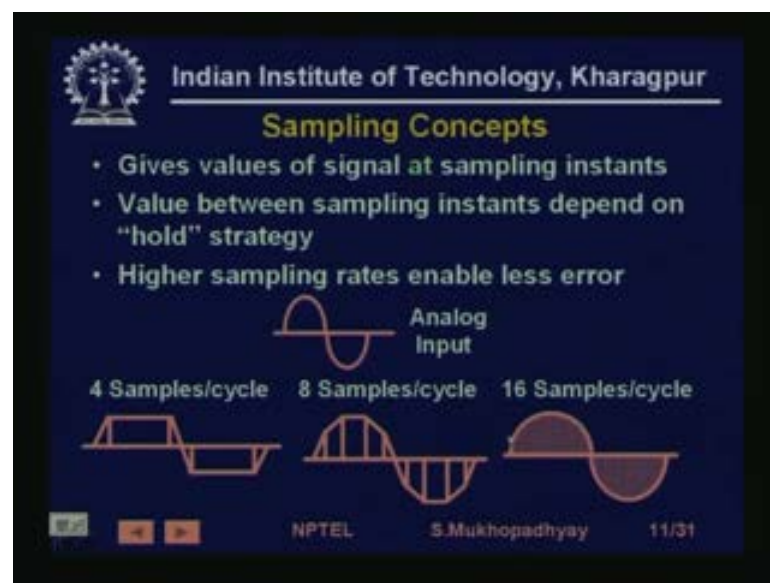 Indian Institute of Technology, Kharagpur
Sampling Concepts
• Gives values of signal at sampling instants
• Value between sampling instants depend on
"hold" strategy
• Higher sampling rates enable less error
Analog
Input
4 Samples/cycle 8 Samples/cycle 16 Samples/cycle
NPTEL S.Mukhopadhyay 11/31